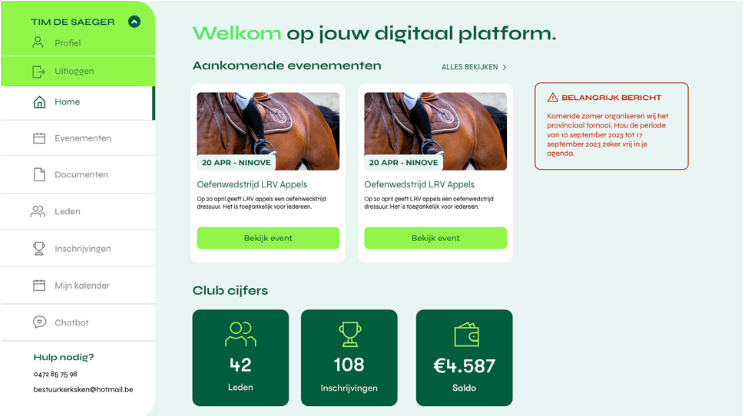 TIM DE SAEGER
Profiel
Uitloggen
Home
Evenementen
Documenten
Leden
Inschrijvingen
Mijn kalender
Chatbot
Hulp nodig?
0472 85 75 98
bestuurkerksken@hotmail.be
Welkom op jouw digitaal platform.
Aankomende evenementen
ALLES BEKIJKEN >
20 APR - NINOVE
Oefenwedstrijd LRV Appels
Op 20 april geeft LRV appels een oefenwedstrijd
dressuur. Het is toegankelijk voor iedereen.
Bekijk event
20 APR - NINOVE
Oefenwedstrijd LRV Appels
Op 20 april geeft LRV appels een oefenwedstrijd
dressuur. Het is toegankelijk voor iedereen.
Bekijk event
BELANGRIJK BERICHT
Komende zomer organiseren wij het
provinciaal tornooi. Hou de periode
van 10 september 2023 tot 17
september 2023 zeker vrij in je
agenda.
Club cijfers
42
Leden
108
Inschrijvingen
€4.587
Saldo